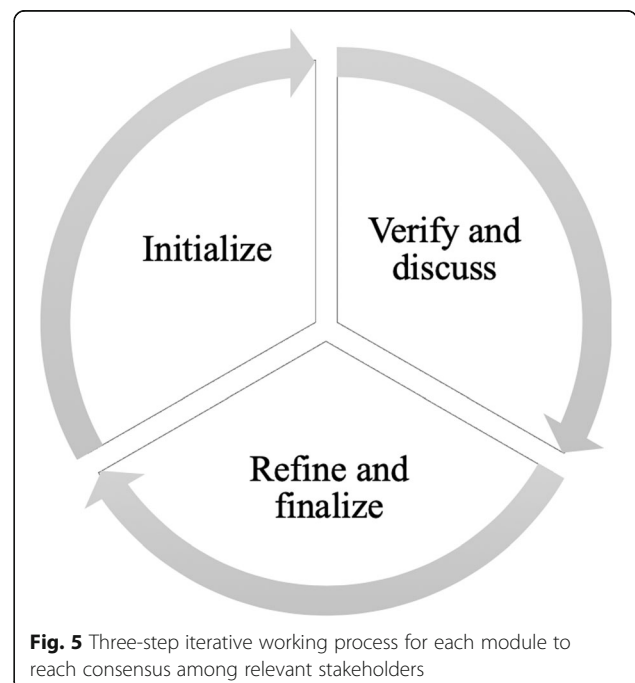 Initialize
Verify and
discuss
Refine and
finalize
Fig. 5 Three-step iterative working process for each module to
reach consensus among relevant stakeholders